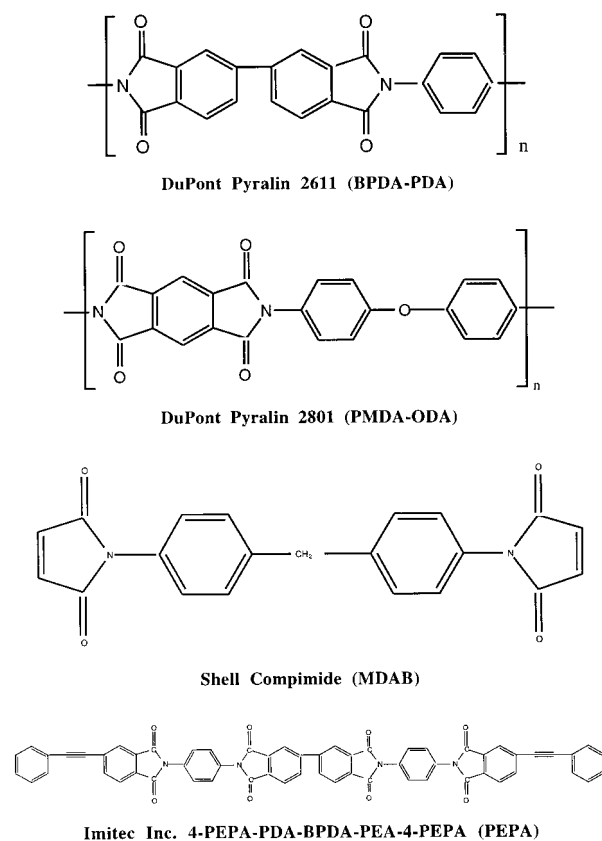 O O O O
N N
O O O O
n
DuPont Pyralin 2611 (BPDA-PDA)
O O
N N O
O O
n
DuPont Pyralin 2801 (PMDA-ODA)
O O
N CH₂ N
O O
Shell Compimide (MDAB)
O O O O
C C C C
N N N N
C C C C
O O O O
Imitec Inc. 4-PEPA-PDA-BPDA-PEA-4-PEPA (PEPA)